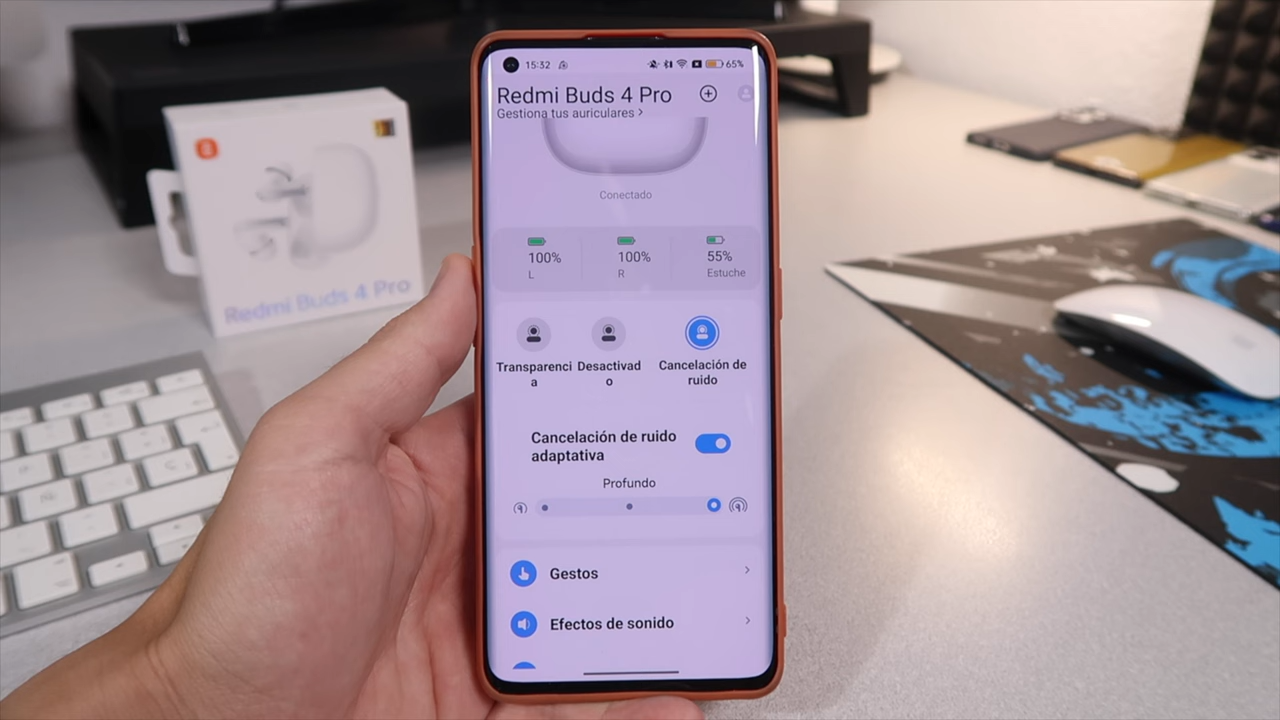 15:32
65%
Redmi Buds 4 Pro
Gestiona tus auriculares >
Conectado
100%
L
100%
R
55%
Estuche
Transparenci
a
Desactivad
o
Cancelación de
ruido
Cancelación de ruido
adaptativa
Profundo
Gestos
Efectos de sonido
Redmi Buds 4 Pro
Ñ